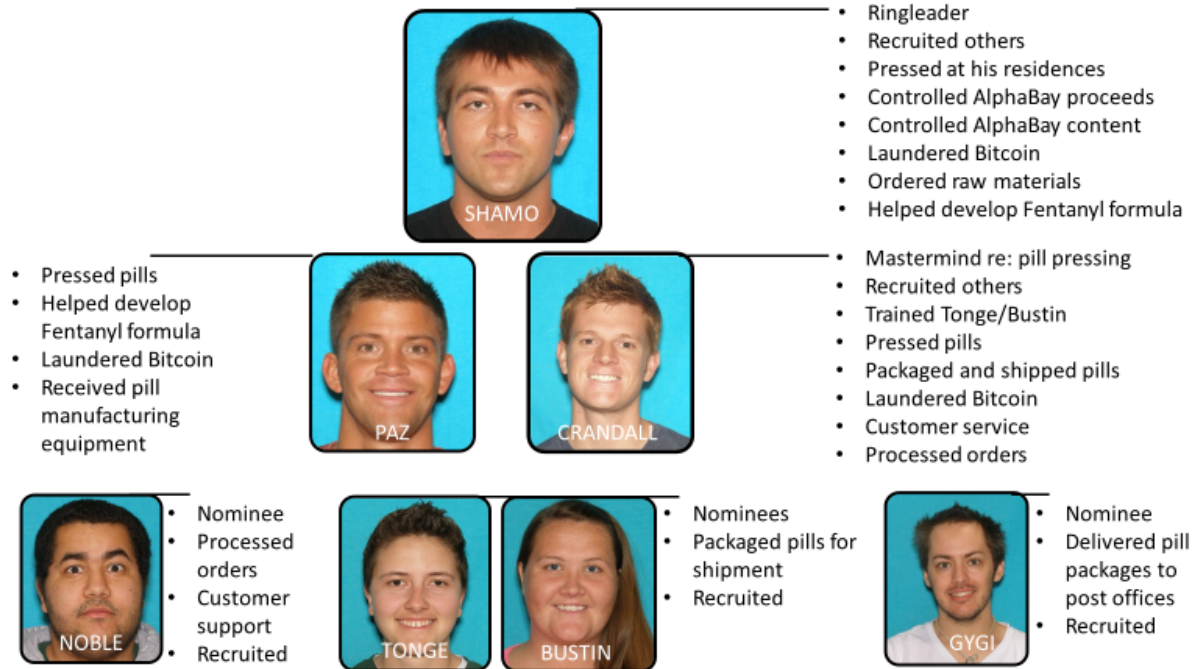 • Ringleader
• Recruited others
• Pressed at his residences
• Controlled AlphaBay proceeds
• Controlled AlphaBay content
• Laundered Bitcoin
• Ordered raw materials
• Helped develop Fentanyl formula
SHAMO
• Pressed pills
• Helped develop
Fentanyl formula
• Laundered Bitcoin
• Received pill
manufacturing
equipment
PAZ
CRANDALL
• Mastermind re: pill pressing
• Recruited others
• Trained Tonge/Bustin
• Pressed pills
• Packaged and shipped pills
• Laundered Bitcoin
• Customer service
• Processed orders
NOBLE
• Nominee
• Processed
orders
• Customer
support
• Recruited
TONGE
BUSTIN
• Nominees
• Packaged pills for
shipment
• Recruited
GYGI
• Nominee
• Delivered pill
packages to
post offices
• Recruited